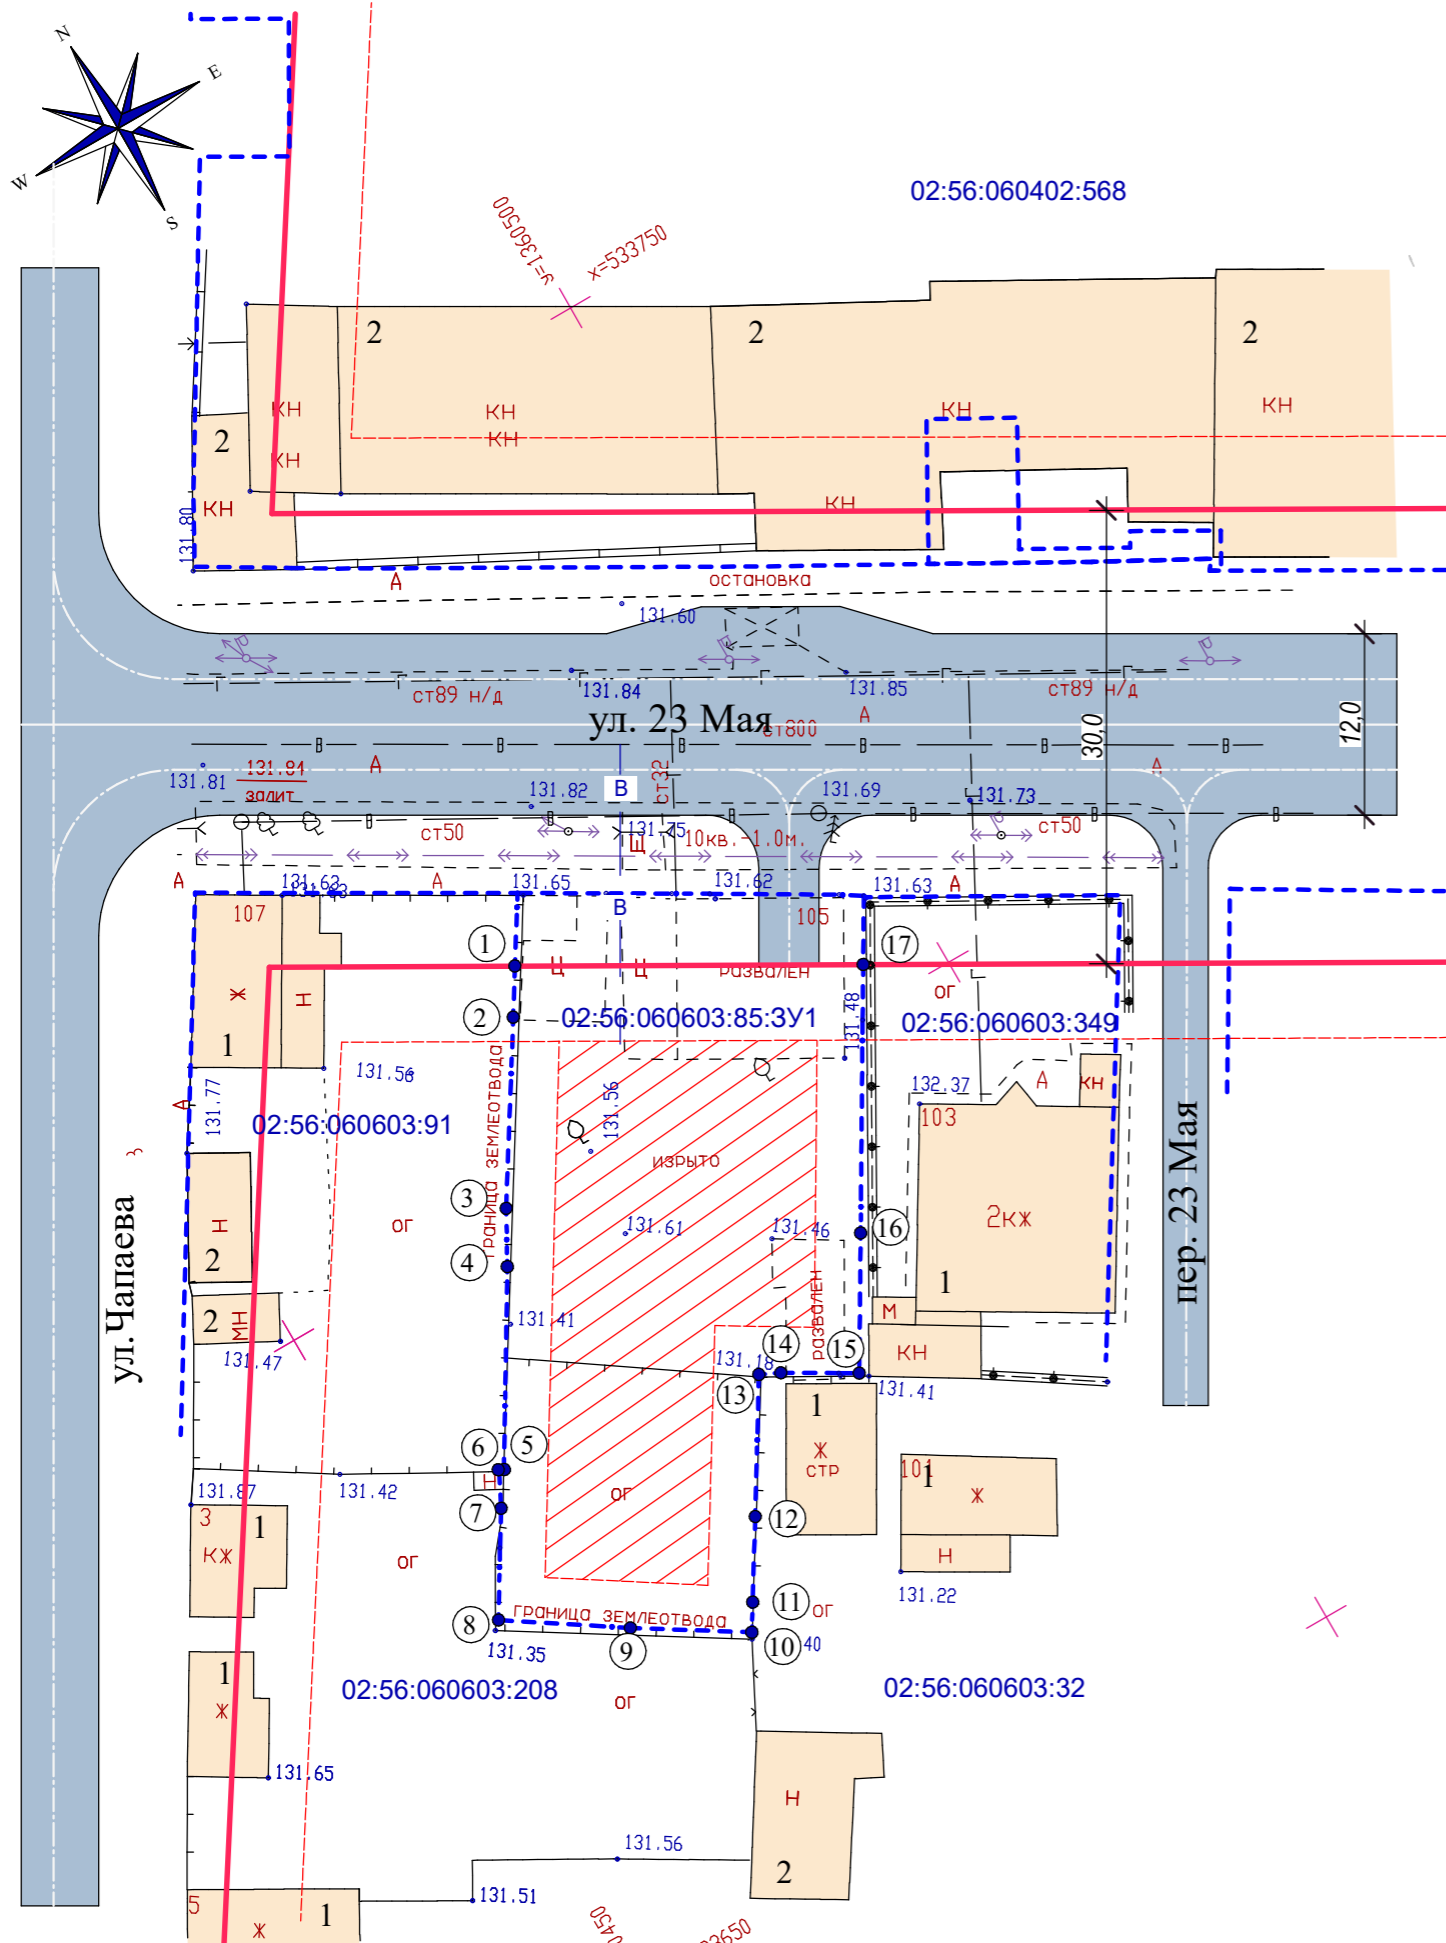 N
E
W
S
02:56:060402:568
y=1360500
x=533750
2
2
2
2
КН
КН
КН
КН
КН
КН
КН
КН
КН
131.80
А
остановка
131.60
131.84
131.85
ст89 н/д
ст89 н/д
ул. 23 Мая
ст800
А
А
А
30,0
12,0
131.81
131.84
залит
131.82
В
ст32
131.69
131.73
131.75
ст50
10кв.-1.0м.
ст50
А
131.63
А
131.65
131.62
131.63
А
107
В
105
1
17
Ц
Ц
развален
ог
Ж
Н
1
2
02:56:060603:85:ЗУ1
131.48
02:56:060603:349
131.56
131.56
132.37
А
КН
103
131.77
А
02:56:060603:91
граница землеотвода
изрыто
ул.Чапаева
3
ог
131.61
131.46
16
2КЖ
пер. 23 Мая
Н
2
4
1
2
МН
131.47
131.41
развален
М
КН
131.18
14
15
13
131.41
1
Ж
стр
6
5
Н
131.87
131.42
7
ог
12
101
1
Ж
Н
3
1
КЖ
ог
131.22
11
ог
8
граница землеотвода
9
10
40
131.35
02:56:060603:208
02:56:060603:32
ог
1
Ж
131.65
Н
131.56
2
131.51
5
1
Ж